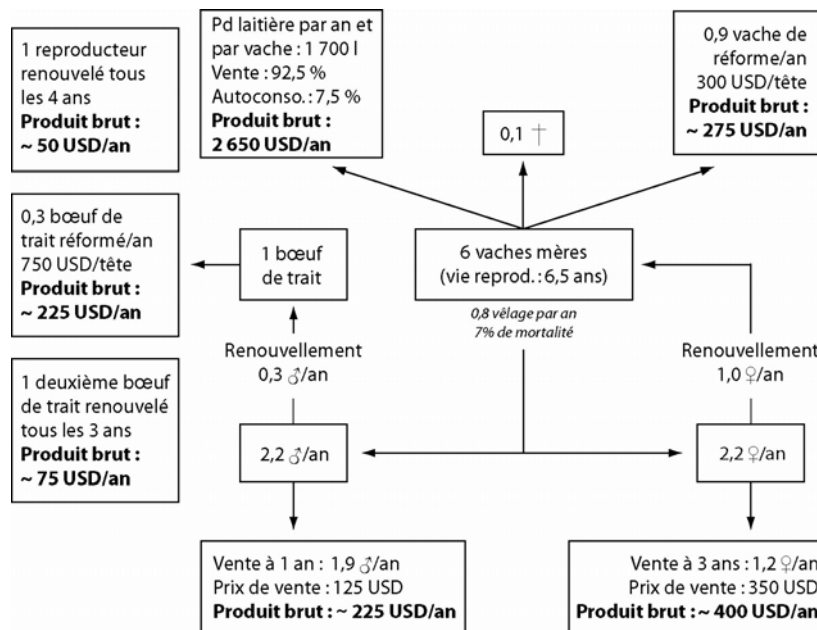 1 reproducteur
renouvelé tous
les 4 ans
Produit brut :
~ 50 USD/an
Pd laitière par an et
par vache : 1 700 l
Vente : 92,5 %
Autoconso. : 7,5 %
Produit brut :
2 650 USD/an
0,1 †
0,9 vache de
réforme/an
300 USD/tête
Produit brut :
~ 275 USD/an
0,3 bœuf de
trait réformé/an
750 USD/tête
Produit brut :
~ 225 USD/an
1 bœuf
de trait
6 vaches mères
(vie reprod. : 6,5 ans)
0,8 vêlage par an
7% de mortalité
Renouvellement
0,3 ♂/an
Renouvellement
1,0 ♀/an
1 deuxième bœuf
de trait renouvelé
tous les 3 ans
Produit brut :
~ 75 USD/an
2,2 ♂/an
2,2 ♀/an
Vente à 1 an : 1,9 ♂/an
Prix de vente : 125 USD
Produit brut : ~ 225 USD/an
Vente à 3 ans : 1,2 ♀/an
Prix de vente : 350 USD
Produit brut : ~ 400 USD/an